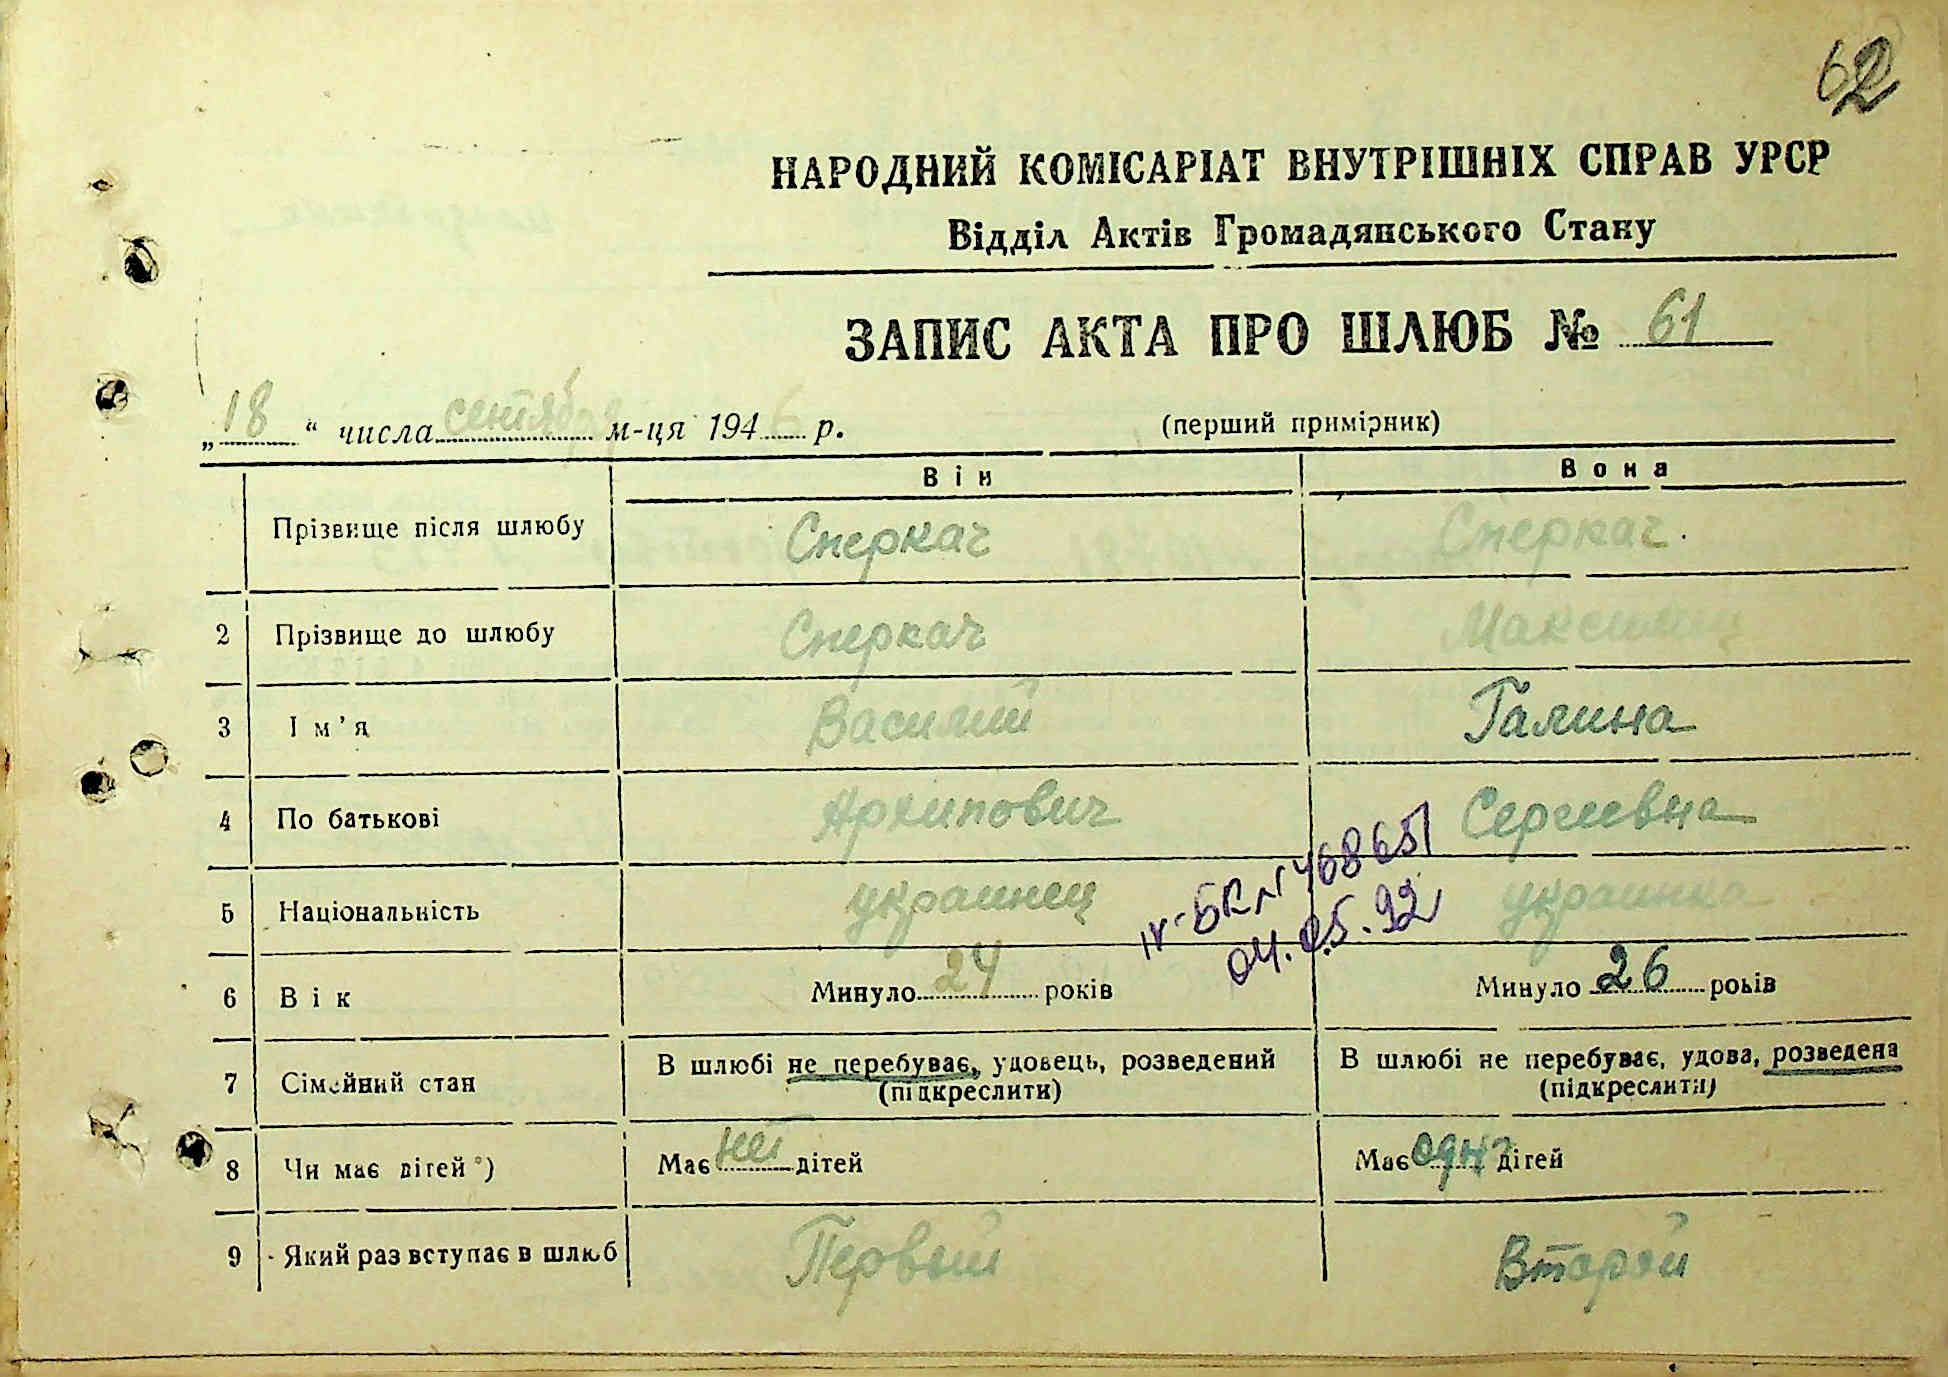 62
НАРОДНИЙ КОМІСАРІАТ ВНУТРІШНІХ СПРАВ УРСР
Відділ Актів Громадянського Стану
ЗАПИС АКТА ПРО ШЛЮБ № 61
„18“ числа сентября м-ця 1946 р. (перший примірник)
Він Вона
Прізвище після шлюбу Сперкач Сперкач.
2 Прізвище до шлюбу Сперкач
3 Ім’я Василий Галина
4 По батькові Архипович Сергеевна
5 Національність украинец украинка
IV-БК N 468651
04.05.92
6 Вік Минуло 24 років Минуло 26 років
7 Сімейний стан В шлюбі не перебуває, удовець, розведений В шлюбі не перебуває, удова, розведена
(підкреслити) (підкреслити)
8 Чи має дітей*) Має нет дітей Має одно дітей
9 Який раз вступає в шлюб Первый Второй